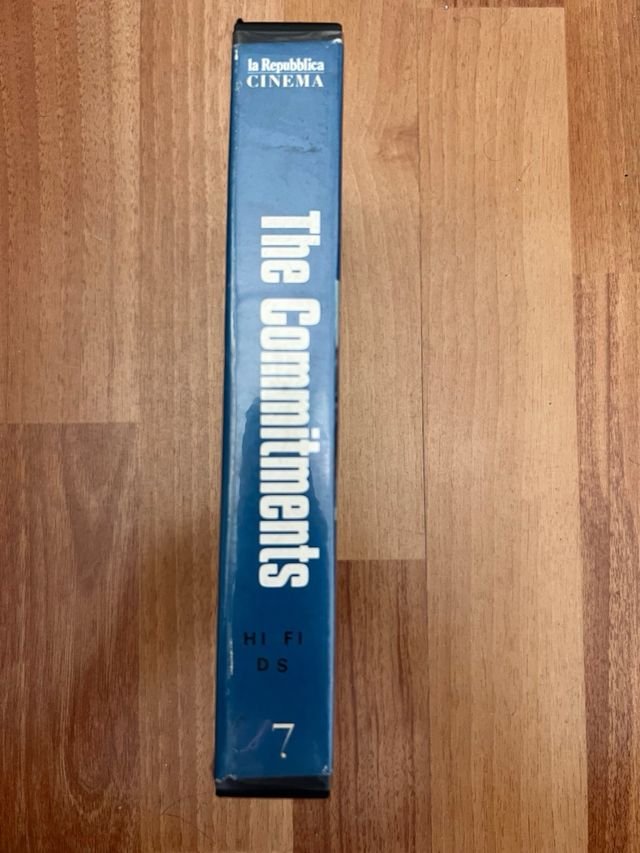 la Repubblica
CINEMA
The Commitments
HI FI
DS
7